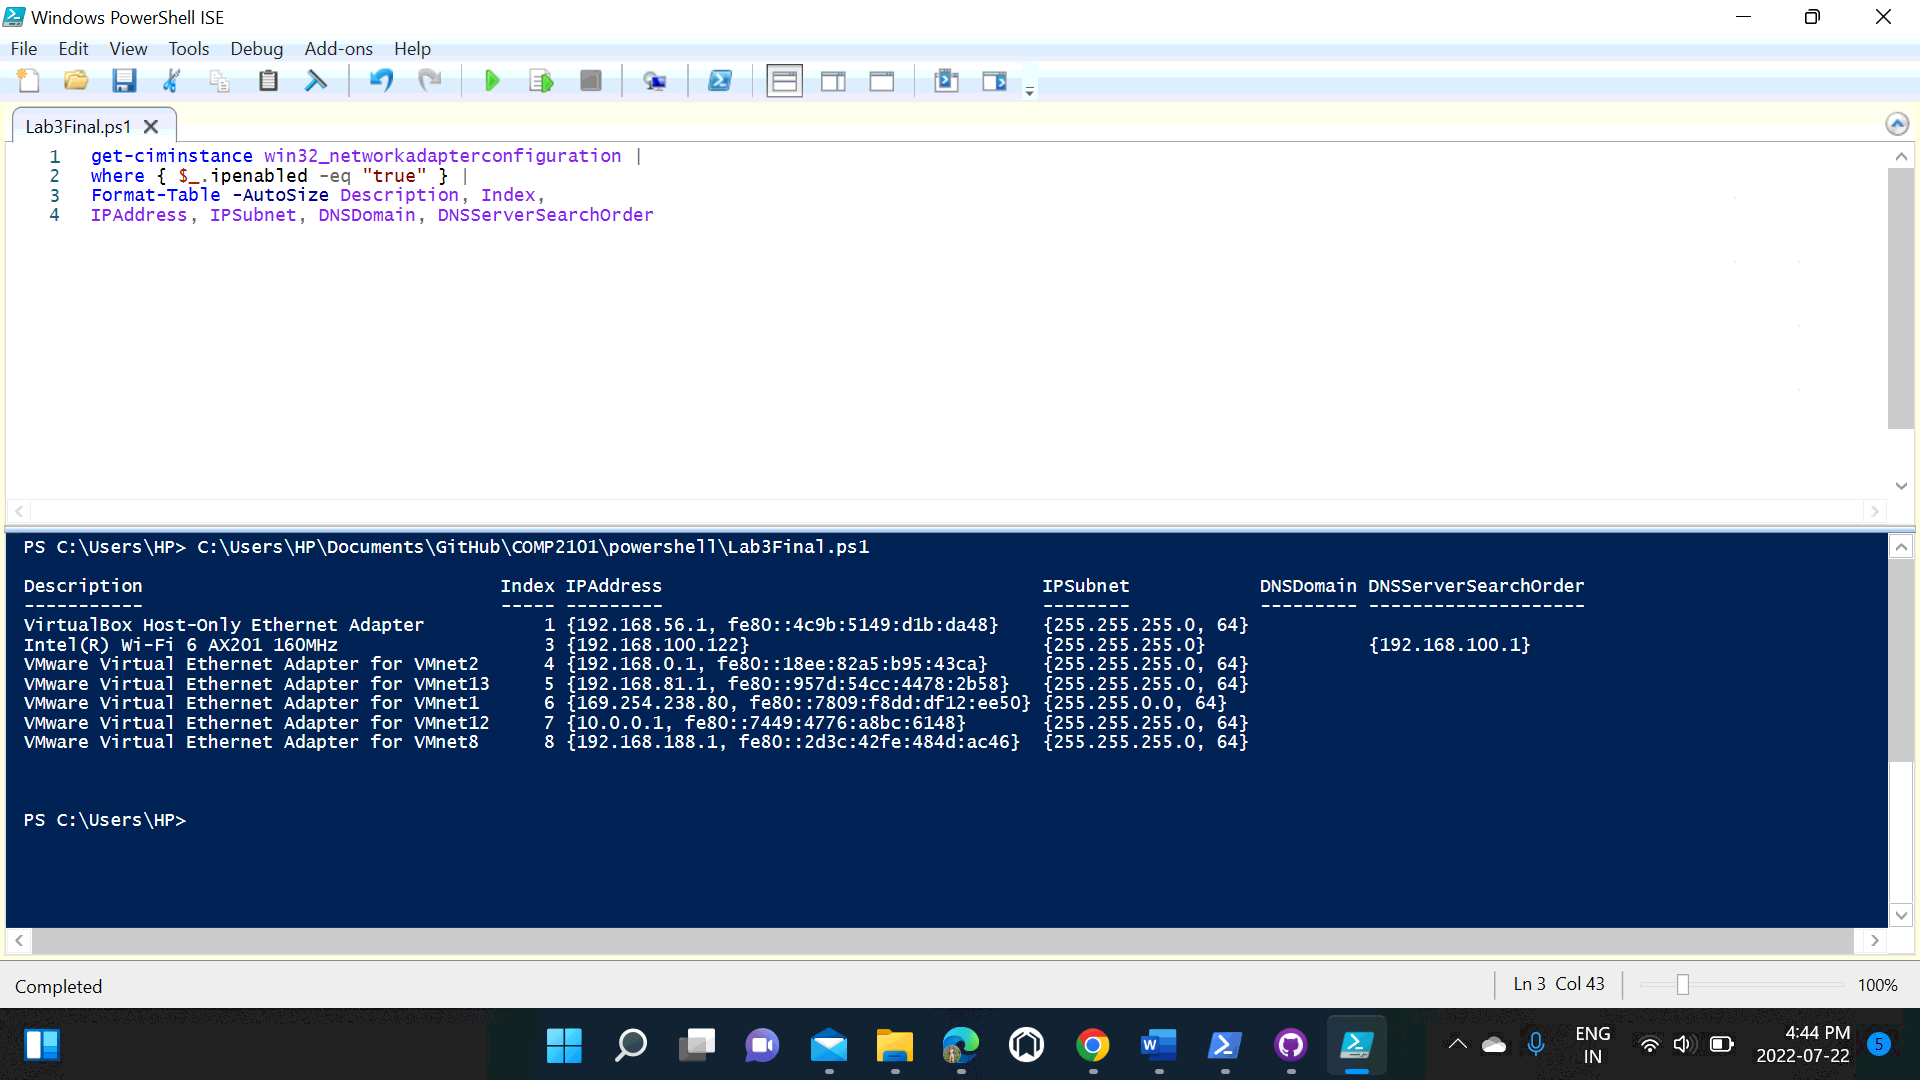 Windows PowerShell ISE
File Edit View Tools Debug Add-ons Help
Lab3Final.ps1
1 get-ciminstance win32_networkadapterconfiguration |
2 where { $_.ipenabled -eq "true" } |
3 Format-Table -AutoSize Description, Index,
4 IPAddress, IPSubnet, DNSDomain, DNSServerSearchOrder
PS C:\Users\HP> C:\Users\HP\Documents\GitHub\COMP2101\powershell\Lab3Final.ps1
Description Index IPAddress IPSubnet DNSDomain DNSServerSearchOrder
----------- ----- --------- -------- --------- --------------------
VirtualBox Host-Only Ethernet Adapter 1 {192.168.56.1, fe80::4c9b:5149:d1b:da48} {255.255.255.0, 64}
Intel(R) Wi-Fi 6 AX201 160MHz 3 {192.168.100.122} {255.255.255.0} {192.168.100.1}
VMware Virtual Ethernet Adapter for VMnet2 4 {192.168.0.1, fe80::18ee:82a5:b95:43ca} {255.255.255.0, 64}
VMware Virtual Ethernet Adapter for VMnet13 5 {192.168.81.1, fe80::957d:54cc:4478:2b58} {255.255.255.0, 64}
VMware Virtual Ethernet Adapter for VMnet1 6 {169.254.238.80, fe80::7809:f8dd:df12:ee50} {255.255.0.0, 64}
VMware Virtual Ethernet Adapter for VMnet12 7 {10.0.0.1, fe80::7449:4776:a8bc:6148} {255.255.255.0, 64}
VMware Virtual Ethernet Adapter for VMnet8 8 {192.168.188.1, fe80::2d3c:42fe:484d:ac46} {255.255.255.0, 64}
PS C:\Users\HP>
Completed
Ln 3 Col 43
100%
ENG
IN
4:44 PM
2022-07-22
5